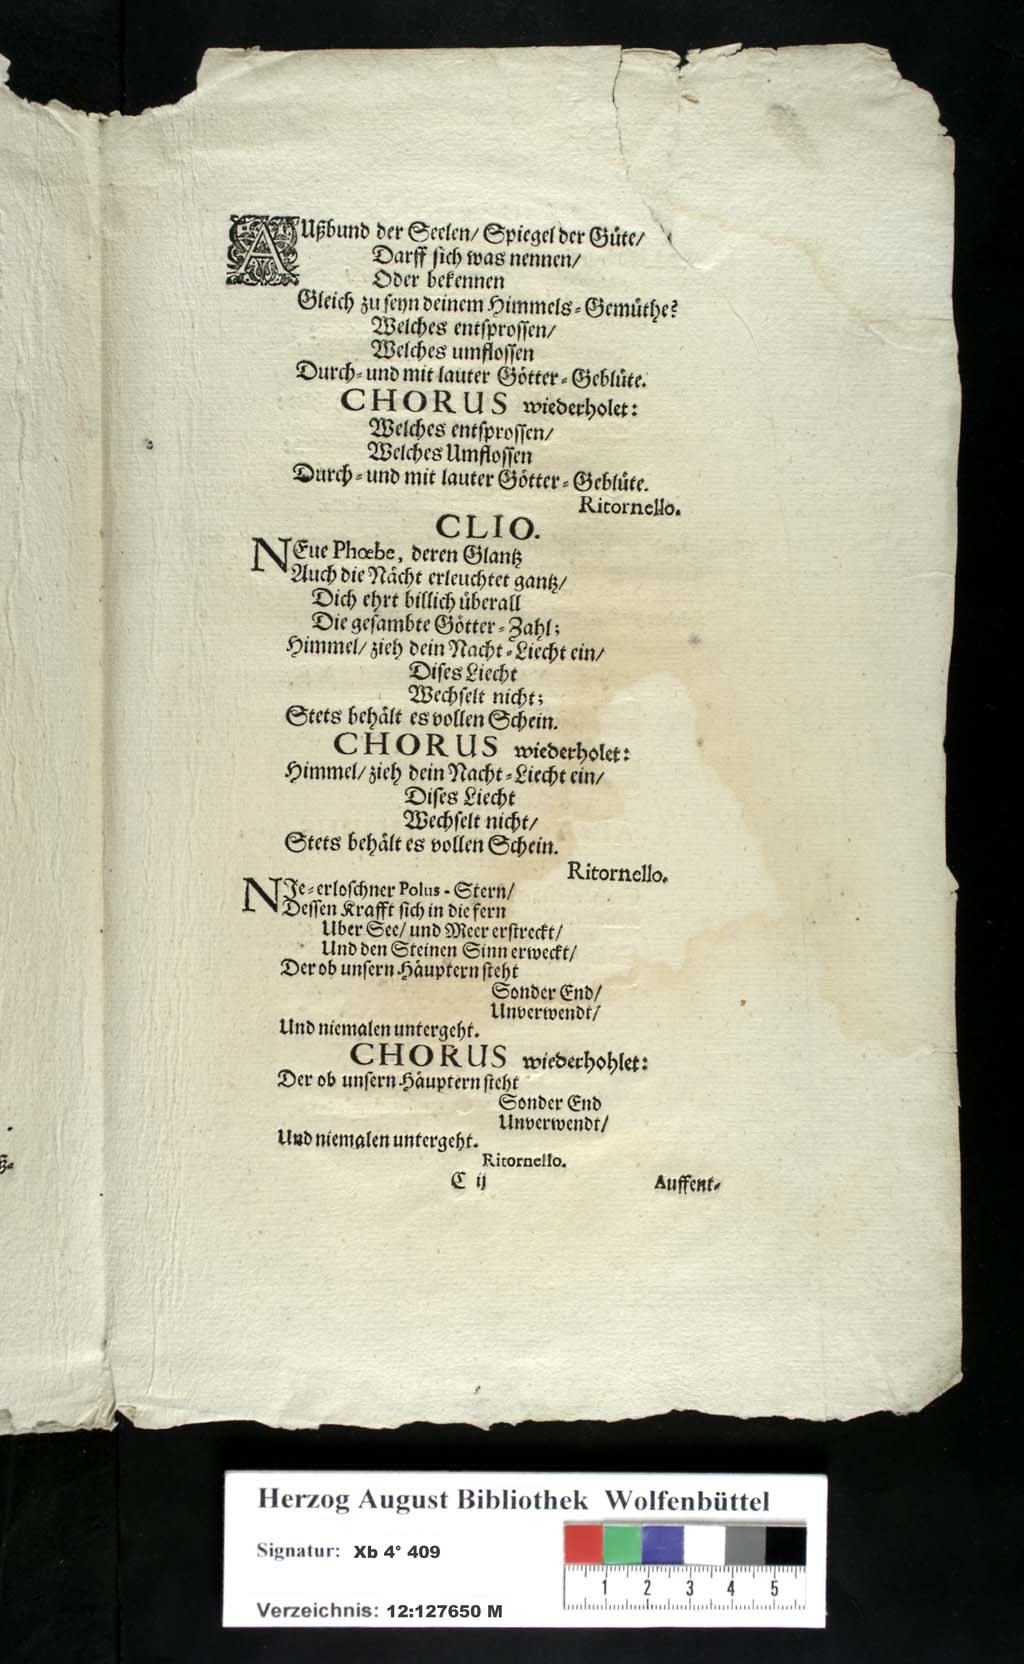 AUßbund der Seelen/ Spiegel der Güte/
Darff sich was nennen/
Oder bekennen
Gleich zu seyn deinem Himmels-Gemüthe?
Welches entsprossen/
Welches umflossen
Durch- und mit lauter Götter-Geblüte.
CHORUS wiederholet:
Welches entsprossen/
Welches Umflossen
Durch- und mit lauter Götter-Geblüte.
Ritornello.
CLIO.
NEue Phœbe, deren Glantz
Auch die Nächt erleuchtet gantz/
Dich ehrt billich überall
Die gesambte Götter-Zahl;
Himmel/ zieh dein Nacht-Liecht ein/
Dises Liecht
Wechselt nicht;
Stets behält es vollen Schein.
CHORUS wiederholet:
Himmel/ zieh dein Nacht-Liecht ein/
Dises Liecht
Wechselt nicht/
Stets behält es vollen Schein.
Ritornello.
NIe-erloschner Polus-Stern/
Dessen Krafft sich in die fern
Uber See/ und Meer erstreckt/
Und den Steinen Sinn erweckt/
Der ob unsern Häuptern steht
Sonder End/
Unverwendt/
Und niemalen untergeht.
CHORUS wiederhohlet:
Der ob unsern Häuptern steht
Sonder End
Unverwendt/
Und niemalen untergeht.
Ritornello.
C ij Auffent-
Herzog August Bibliothek Wolfenbüttel
Signatur: Xb 4° 409
1 2 3 4 5
Verzeichnis: 12:127650 M